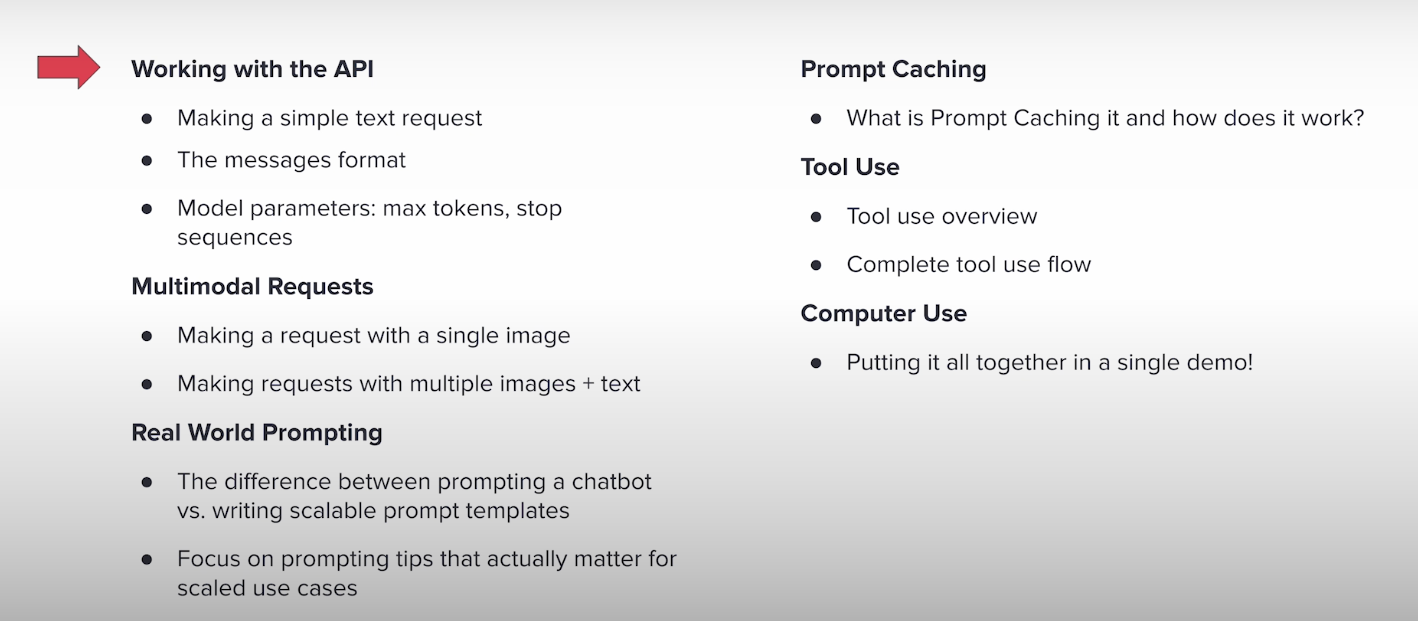 Working with the API
● Making a simple text request
● The messages format
● Model parameters: max tokens, stop
sequences
Multimodal Requests
● Making a request with a single image
● Making requests with multiple images + text
Real World Prompting
● The difference between prompting a chatbot
vs. writing scalable prompt templates
● Focus on prompting tips that actually matter for
scaled use cases
Prompt Caching
● What is Prompt Caching it and how does it work?
Tool Use
● Tool use overview
● Complete tool use flow
Computer Use
● Putting it all together in a single demo!